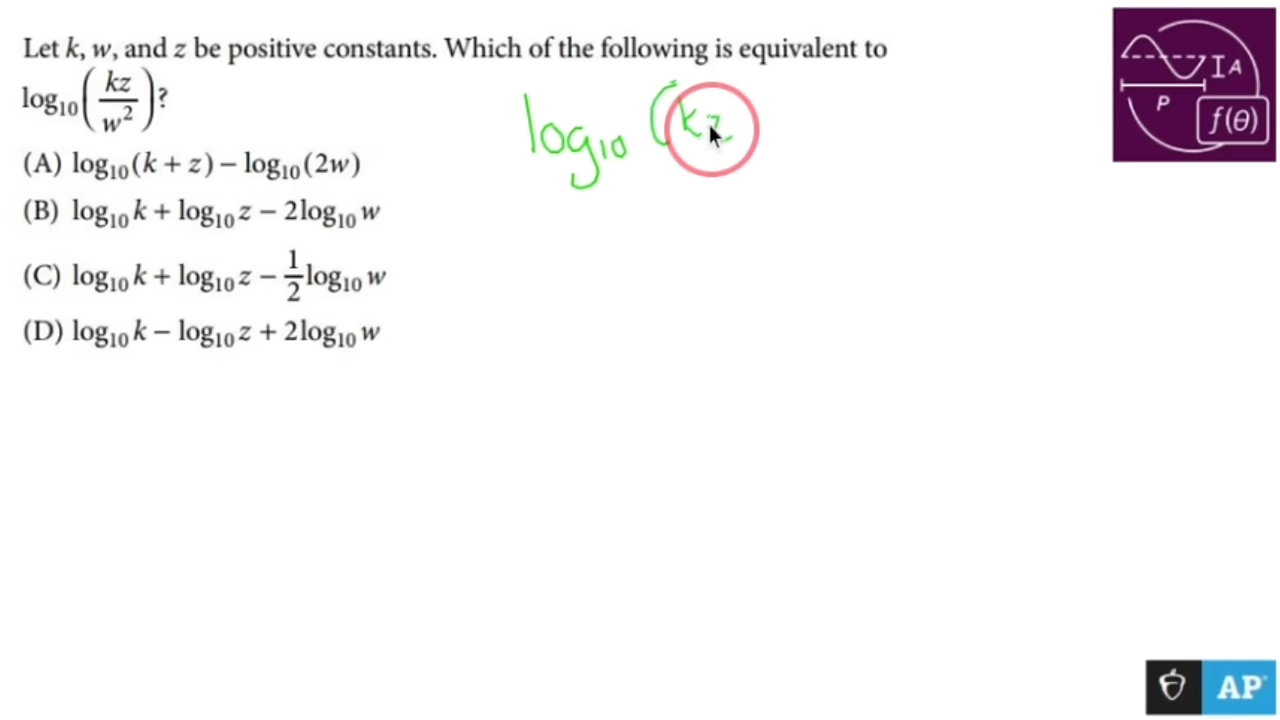 Let k, w, and z be positive constants. Which of the following is equivalent to
log₁₀(kz/w²)?
(A) log₁₀(k + z) − log₁₀(2w)
(B) log₁₀ k + log₁₀ z − 2log₁₀ w
(C) log₁₀ k + log₁₀ z − 1/2 log₁₀ w
(D) log₁₀ k − log₁₀ z + 2log₁₀ w
log₁₀ (kz
I A
P
f(θ)
AP